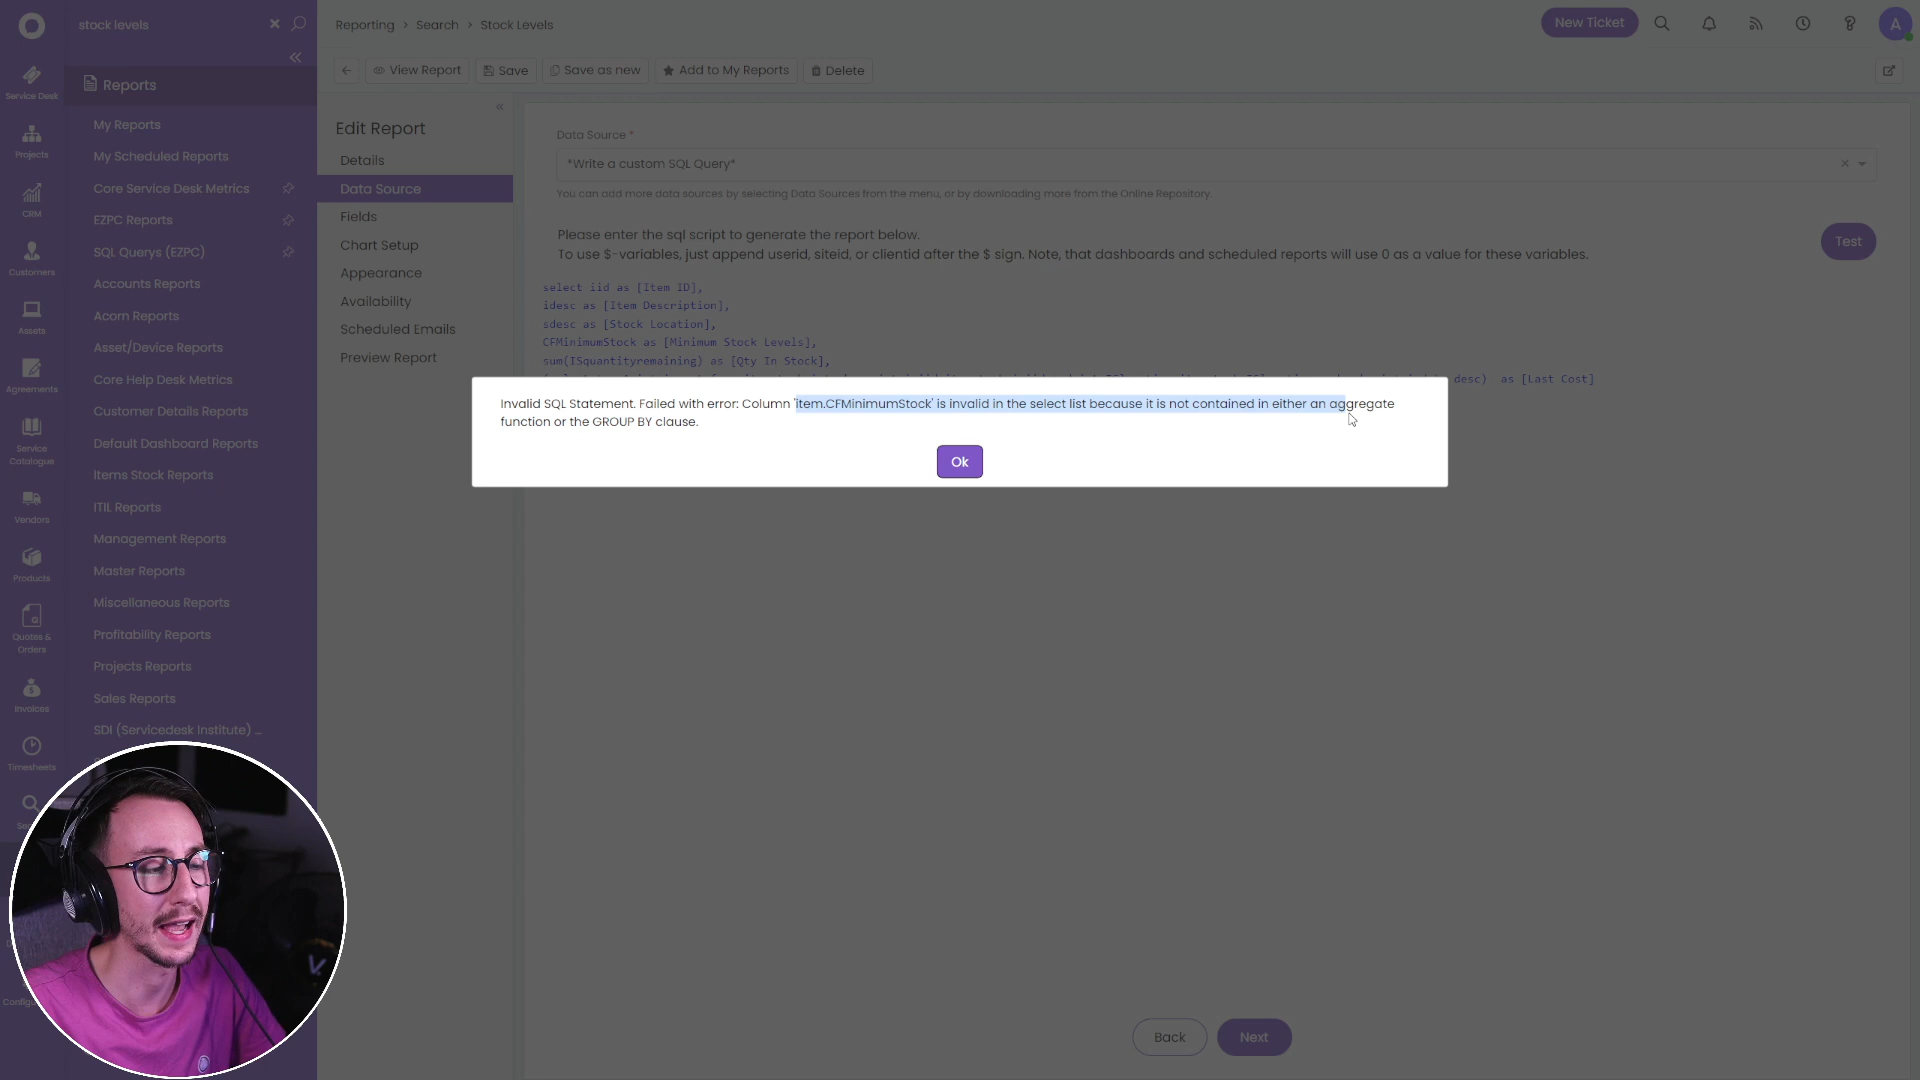 stock levels
Reporting > Search > Stock Levels
New Ticket
A
Service Desk
Projects
CRM
Customers
Assets
Agreements
Service Catalogue
Vendors
Products
Quotes & Orders
Invoices
Timesheets
Reports
My Reports
My Scheduled Reports
Core Service Desk Metrics
EZPC Reports
SQL Querys (EZPC)
Accounts Reports
Acorn Reports
Asset/Device Reports
Core Help Desk Metrics
Customer Details Reports
Default Dashboard Reports
Items Stock Reports
ITIL Reports
Management Reports
Master Reports
Miscellaneous Reports
Profitability Reports
Projects Reports
Sales Reports
SDI (Servicedesk Institute) ...
View Report
Save
Save as new
Add to My Reports
Delete
Edit Report
Details
Data Source
Fields
Chart Setup
Appearance
Availability
Scheduled Emails
Preview Report
Data Source *
*Write a custom SQL Query*
You can add more data sources by selecting Data Sources from the menu, or by downloading more from the Online Repository.
Please enter the sql script to generate the report below.
To use $-variables, just append userid, siteid, or clientid after the $ sign. Note, that dashboards and scheduled reports will use 0 as a value for these variables.
Test
select iid as [Item ID],
idesc as [Item Description],
sdesc as [Stock Location],
CFMinimumStock as [Minimum Stock Levels],
sum(ISquantityremaining) as [Qty In Stock],
desc) as [Last Cost]
Invalid SQL Statement. Failed with error: Column 'item.CFMinimumStock' is invalid in the select list because it is not contained in either an aggregate
function or the GROUP BY clause.
Ok
Back
Next